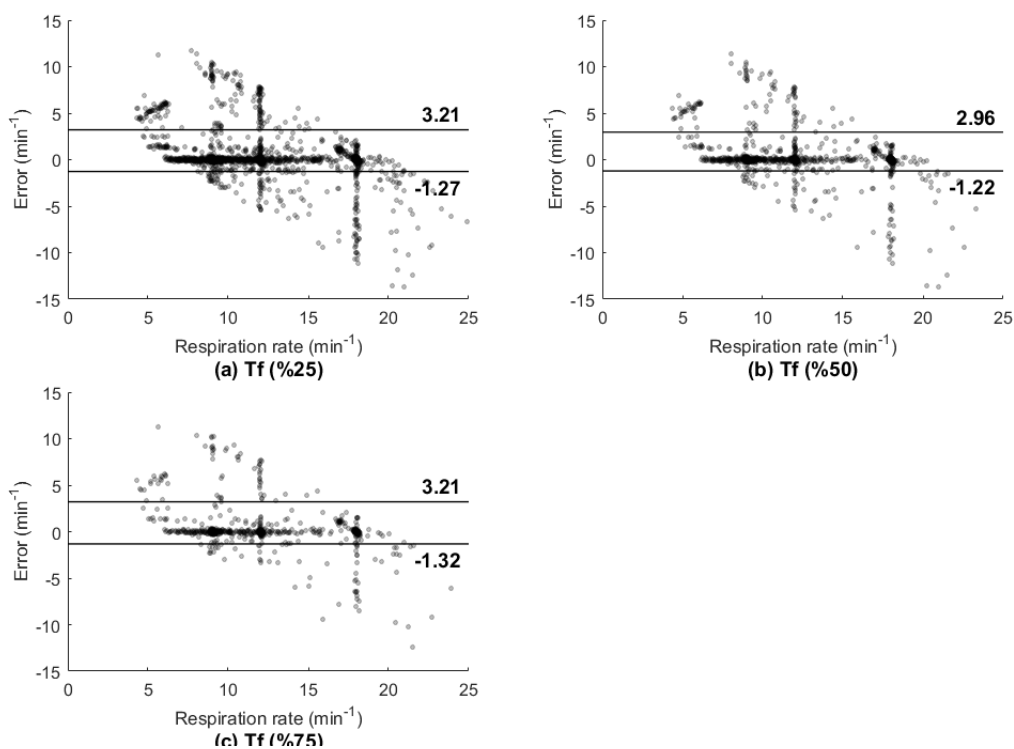 15
10
5
0
-5
-10
-15
Error (min-1)
3.21
-1.27
0 5 10 15 20 25
Respiration rate (min-1)
(a) Tf (%25)
15
10
5
0
-5
-10
-15
Error (min-1)
2.96
-1.22
0 5 10 15 20 25
Respiration rate (min-1)
(b) Tf (%50)
15
10
5
0
-5
-10
-15
Error (min-1)
3.21
-1.32
0 5 10 15 20 25
Respiration rate (min-1)
(c) Tf (%75)